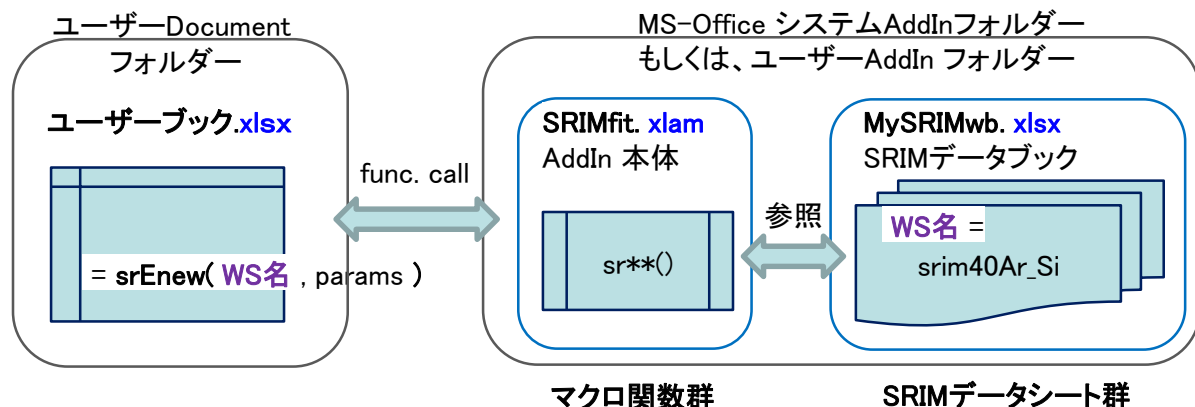 ユーザーDocument
フォルダー
ユーザーブック.xlsx
= srEnew( WS名 , params )
func. call
MS-Office システムAddInフォルダー
もしくは、ユーザーAddIn フォルダー
SRIMfit. xlam
AddIn 本体
sr**()
参照
MySRIMwb. xlsx
SRIMデータブック
WS名 =
srim40Ar_Si
マクロ関数群
SRIMデータシート群